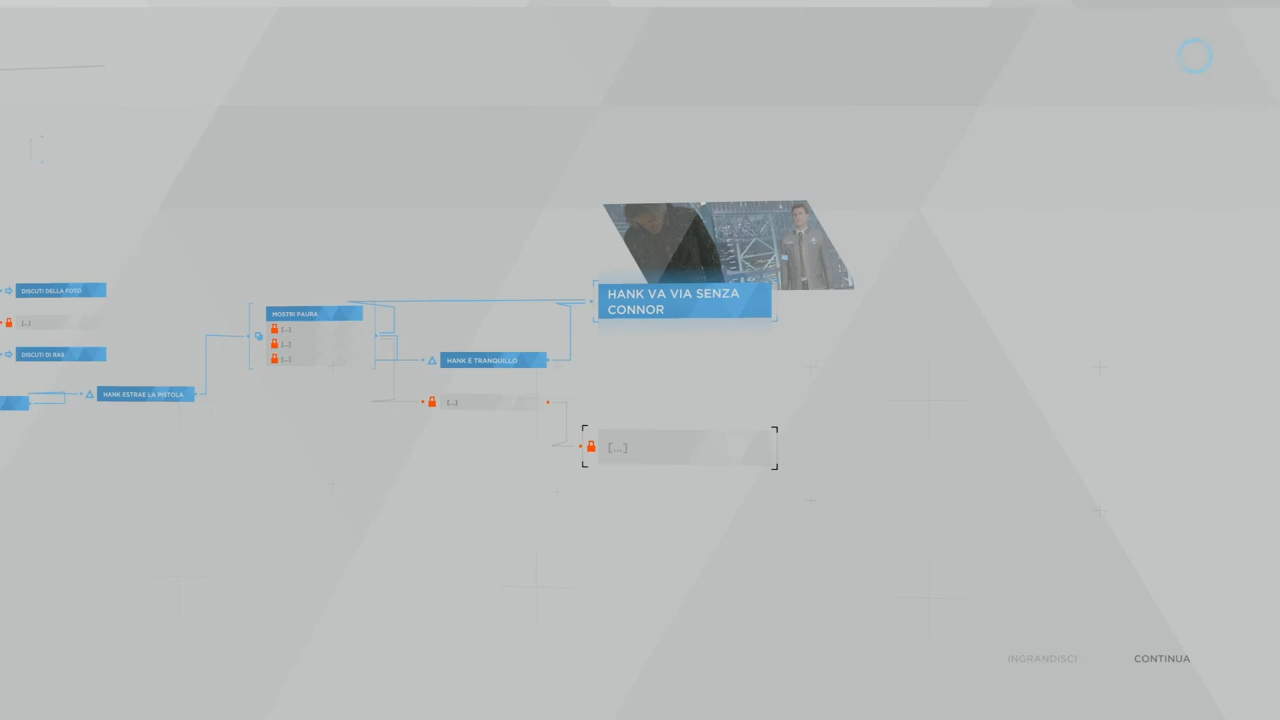 DISCUTI DELLA FOTO
[...]
DISCUTI DI RA9
HANK ESTRAE LA PISTOLA
MOSTRI PAURA
[...]
[...]
[...]
HANK È TRANQUILLO
[...]
HANK VA VIA SENZA
CONNOR
[...]
INGRANDISCI
CONTINUA